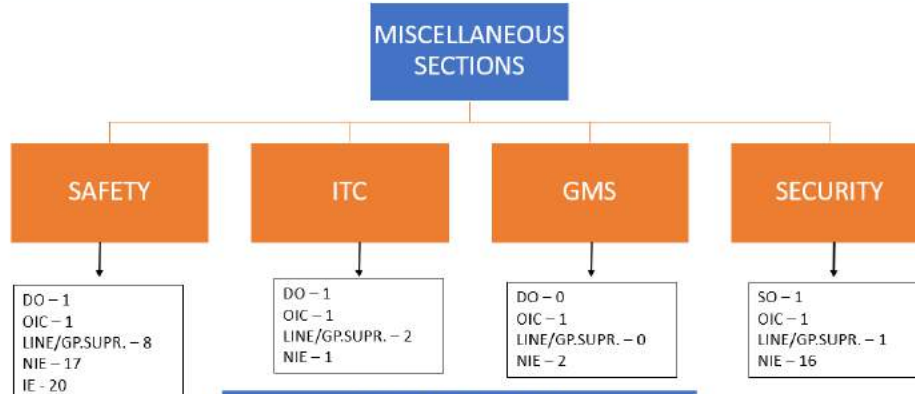 MISCELLANEOUS
SECTIONS
SAFETY
ITC
GMS
SECURITY
DO – 1
OIC – 1
LINE/GP.SUPR. – 8
NIE – 17
IE - 20
DO – 1
OIC – 1
LINE/GP.SUPR. – 2
NIE – 1
DO – 0
OIC – 1
LINE/GP.SUPR. – 0
NIE – 2
SO – 1
OIC – 1
LINE/GP.SUPR. – 1
NIE – 16